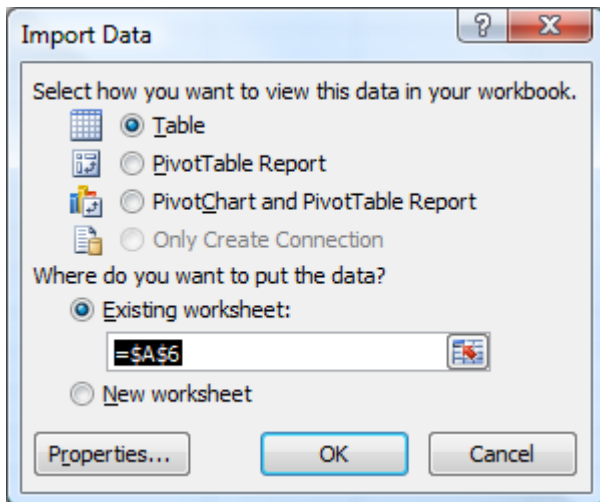 Import Data
Select how you want to view this data in your workbook.
Table
PivotTable Report
PivotChart and PivotTable Report
Only Create Connection
Where do you want to put the data?
Existing worksheet:
=$A$6
New worksheet
Properties... OK Cancel